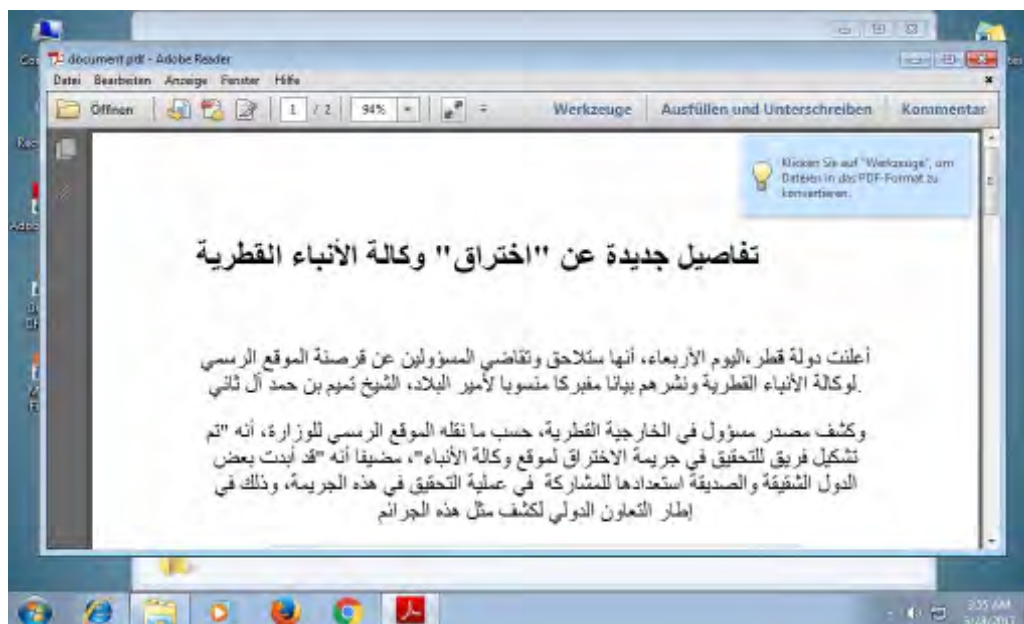 document.pdf - Adobe Reader
Datei Bearbeiten Anzeige Fenster Hilfe
Öffnen 1 / 2 94% Werkzeuge Ausfüllen und Unterschreiben Kommentar
Klicken Sie auf "Werkzeuge", um
Dateien in das PDF-Format zu
konvertieren.
تفاصيل جديدة عن "اختراق" وكالة الأنباء القطرية
أعلنت دولة قطر ،اليوم الأربعاء، أنها ستلاحق وتقاضي المسؤولين عن قرصنة الموقع الرسمي
.لوكالة الأنباء القطرية ونشرهم بيانا مفبركا منسوبا لأمير البلاد، الشيخ تميم بن حمد آل ثاني
وكشف مصدر مسؤول في الخارجية القطرية، حسب ما نقله الموقع الرسمي للوزارة، أنه "تم
تشكيل فريق للتحقيق في جريمة الاختراق لموقع وكالة الأنباء"، مضيفا أنه "قد أبدت بعض
الدول الشقيقة والصديقة استعدادها للمشاركة في عملية التحقيق في هذه الجريمة، وذلك في
إطار التعاون الدولي لكشف مثل هذه الجرائم
3:55 AM